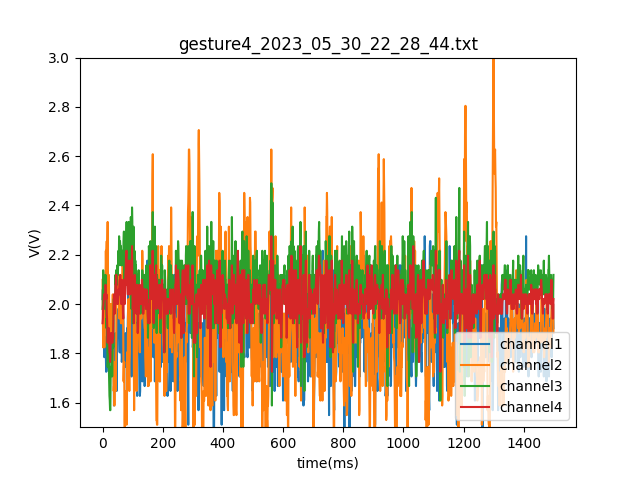 gesture4_2023_05_30_22_28_44.txt
3.0
2.8
2.6
2.4
2.2
2.0
1.8
1.6
V(V)
channel1
channel2
channel3
channel4
0 200 400 600 800 1000 1200 1400
time(ms)